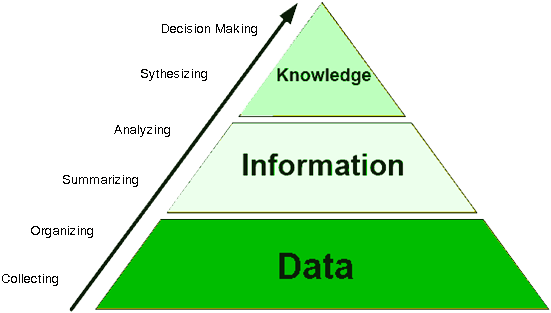 Decision Making
Sythesizing
Knowledge
Analyzing
Information
Summarizing
Organizing
Data
Collecting